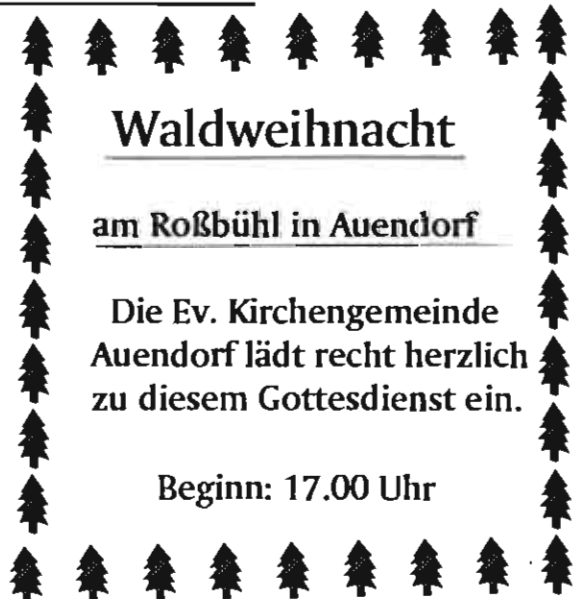 Waldweihnacht
am Roßbühl in Auendorf
Die Ev. Kirchengemeinde
Auendorf lädt recht herzlich
zu diesem Gottesdienst ein.
Beginn: 17.00 Uhr